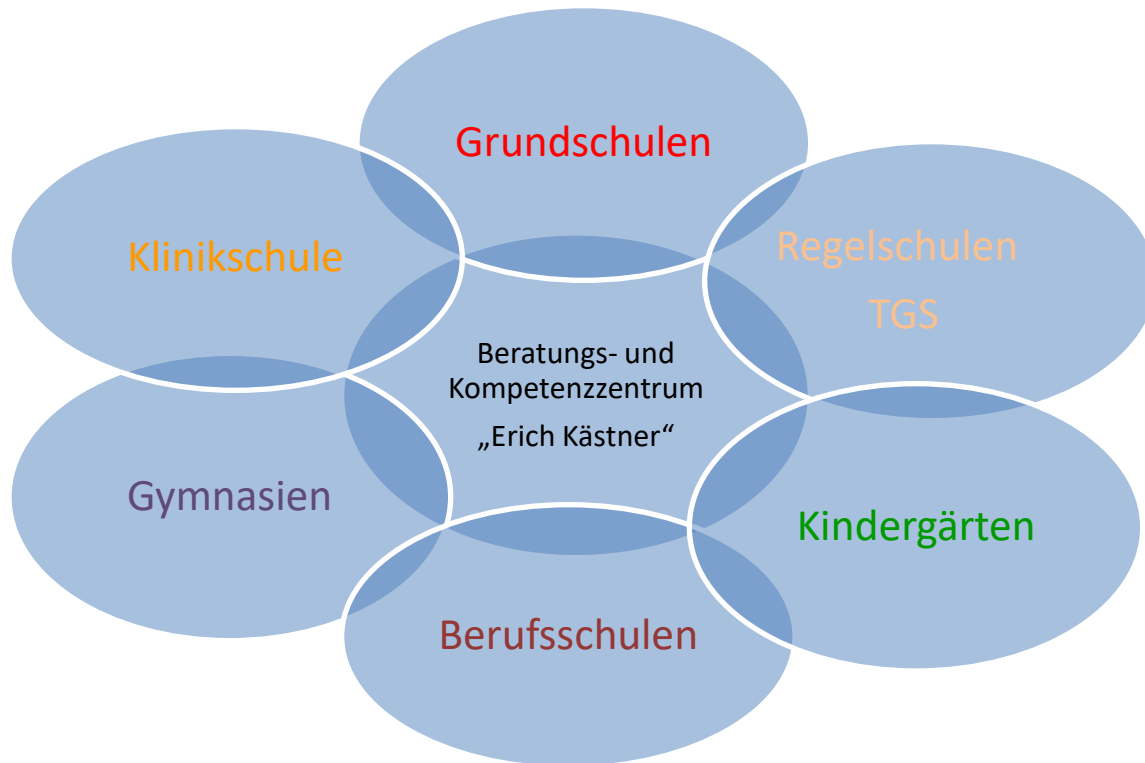 Grundschulen
Regelschulen
TGS
Klinikschule
Beratungs- und
Kompetenzzentrum
„Erich Kästner“
Gymnasien
Kindergärten
Berufsschulen